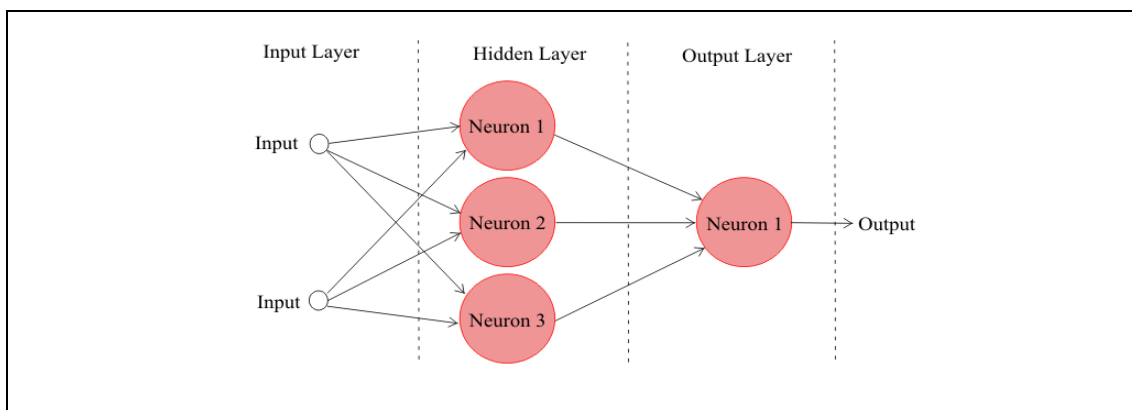 Input Layer
Hidden Layer
Output Layer
Input
Neuron 1
Neuron 2
Neuron 1
Output
Input
Neuron 3